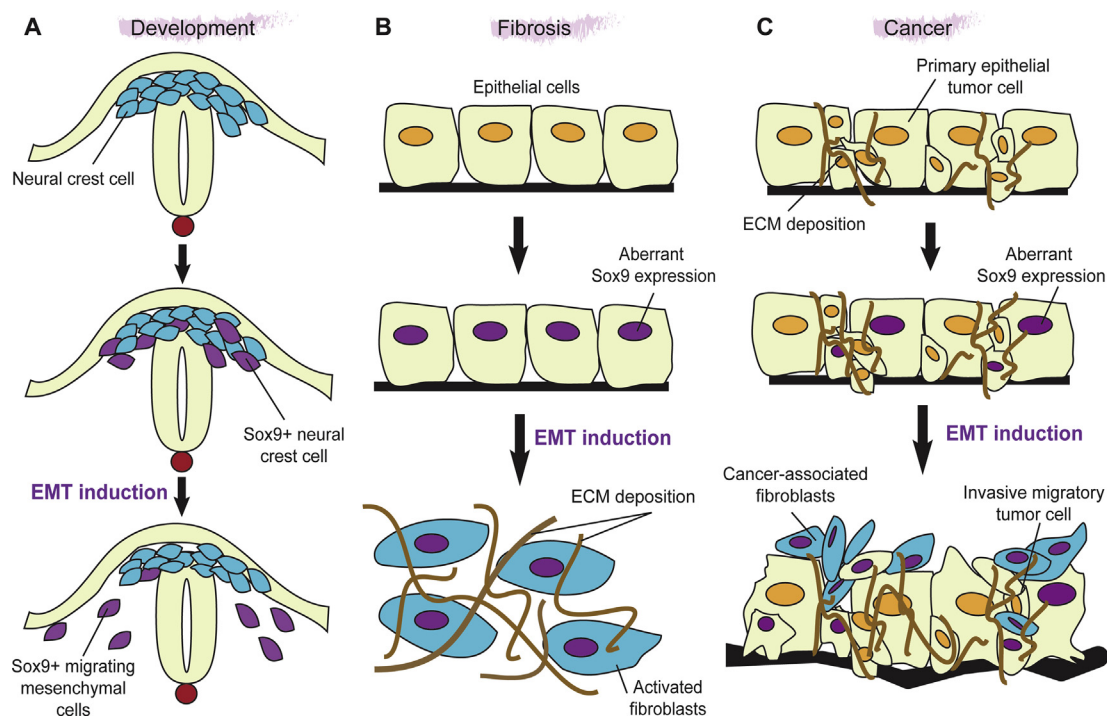 A
Development
Neural crest cell
Sox9+ neural
crest cell
EMT induction
Sox9+ migrating
mesenchymal
cells
B
Fibrosis
Epithelial cells
Aberrant
Sox9 expression
EMT induction
ECM deposition
Activated
fibroblasts
C
Cancer
Primary epithelial
tumor cell
ECM deposition
Aberrant
Sox9 expression
EMT induction
Cancer-associated
fibroblasts
Invasive migratory
tumor cell